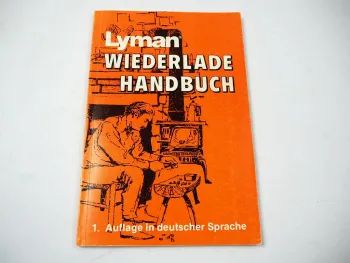 Lyman
WIEDERLADE
HANDBUCH
1. Auflage in deutscher Sprache